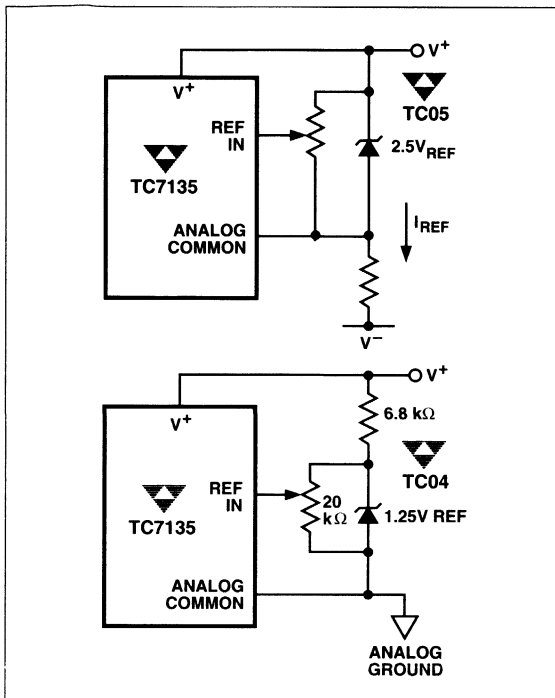 V+
V+
TC05
REF
IN
2.5VREF
TC7135
IREF
ANALOG
COMMON
V−
V+
V+
6.8 kΩ
TC04
REF
IN
20
kΩ
1.25V REF
TC7135
ANALOG
COMMON
ANALOG
GROUND